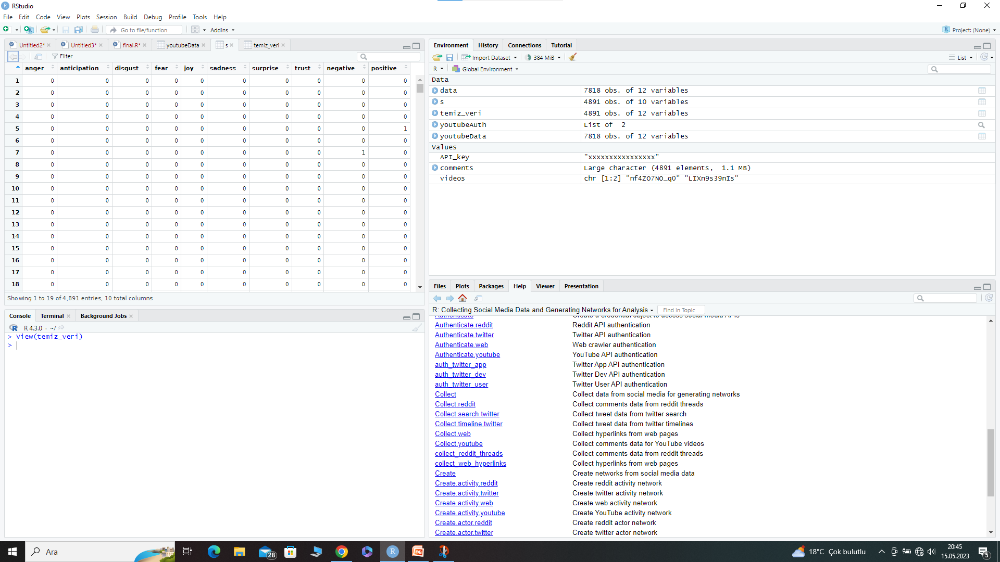 RStudio
File Edit Code View Plots Session Build Debug Profile Tools Help
Go to file/function Addins Project: (None)
Untitled2* Untitled3* final.R* youtubeData s temiz_veri
Filter
anger anticipation disgust fear joy sadness surprise trust negative positive
1 0 0 0 0 0 0 0 0 0 0
2 0 0 0 0 0 0 0 0 0 0
3 0 0 0 0 0 0 0 0 0 0
4 0 0 0 0 0 0 0 0 0 0
5 0 0 0 0 0 0 0 0 0 1
6 0 0 0 0 0 0 0 0 0 0
7 0 0 0 0 0 0 0 0 1 0
8 0 0 0 0 0 0 0 0 0 0
9 0 0 0 0 0 0 0 0 0 0
10 0 0 0 0 0 0 0 0 0 0
11 0 0 0 0 0 0 0 0 0 0
12 0 0 0 0 0 0 0 0 0 0
13 0 0 0 0 0 0 0 0 0 0
14 0 0 0 0 0 0 0 0 0 0
15 0 0 0 0 0 0 0 0 0 0
16 0 0 0 0 0 0 0 0 0 0
17 0 0 0 0 0 0 0 0 0 0
18 0 0 0 0 0 0 0 0 0 0
Showing 1 to 19 of 4,891 entries, 10 total columns
Console Terminal Background Jobs
R 4.3.0 · ~/
> View(temiz_veri)
>
Environment History Connections Tutorial
Import Dataset 384 MiB List
R Global Environment
Data
data 7818 obs. of 12 variables
s 4891 obs. of 10 variables
temiz_veri 4891 obs. of 12 variables
youtubeAuth List of 2
youtubeData 7818 obs. of 12 variables
Values
API_key "xxxxxxxxxxxxxxxx"
comments Large character (4891 elements, 1.1 MB)
videos chr [1:2] "nf4ZO7NO_q0" "LIXn9s39nIs"
Files Plots Packages Help Viewer Presentation
R: Collecting Social Media Data and Generating Networks for Analysis Find in Topic
Authenticate Create a credential object to access social media APIs
Authenticate.reddit Reddit API authentication
Authenticate.twitter Twitter API authentication
Authenticate.web Web crawler authentication
Authenticate.youtube YouTube API authentication
auth_twitter_app Twitter App API authentication
auth_twitter_dev Twitter Dev API authentication
auth_twitter_user Twitter User API authentication
Collect Collect data from social media for generating networks
Collect.reddit Collect comments data from reddit threads
Collect.search.twitter Collect tweet data from twitter search
Collect.timeline.twitter Collect tweet data from twitter timelines
Collect.web Collect hyperlinks from web pages
Collect.youtube Collect comments data for YouTube videos
collect_reddit_threads Collect comments data from reddit threads
collect_web_hyperlinks Collect hyperlinks from web pages
Create Create networks from social media data
Create.activity.reddit Create reddit activity network
Create.activity.twitter Create twitter activity network
Create.activity.web Create web activity network
Create.activity.youtube Create YouTube activity network
Create.actor.reddit Create reddit actor network
Create.actor.twitter Create twitter actor network
Ara 28 18°C Çok bulutlu 20:45
15.05.2023 5